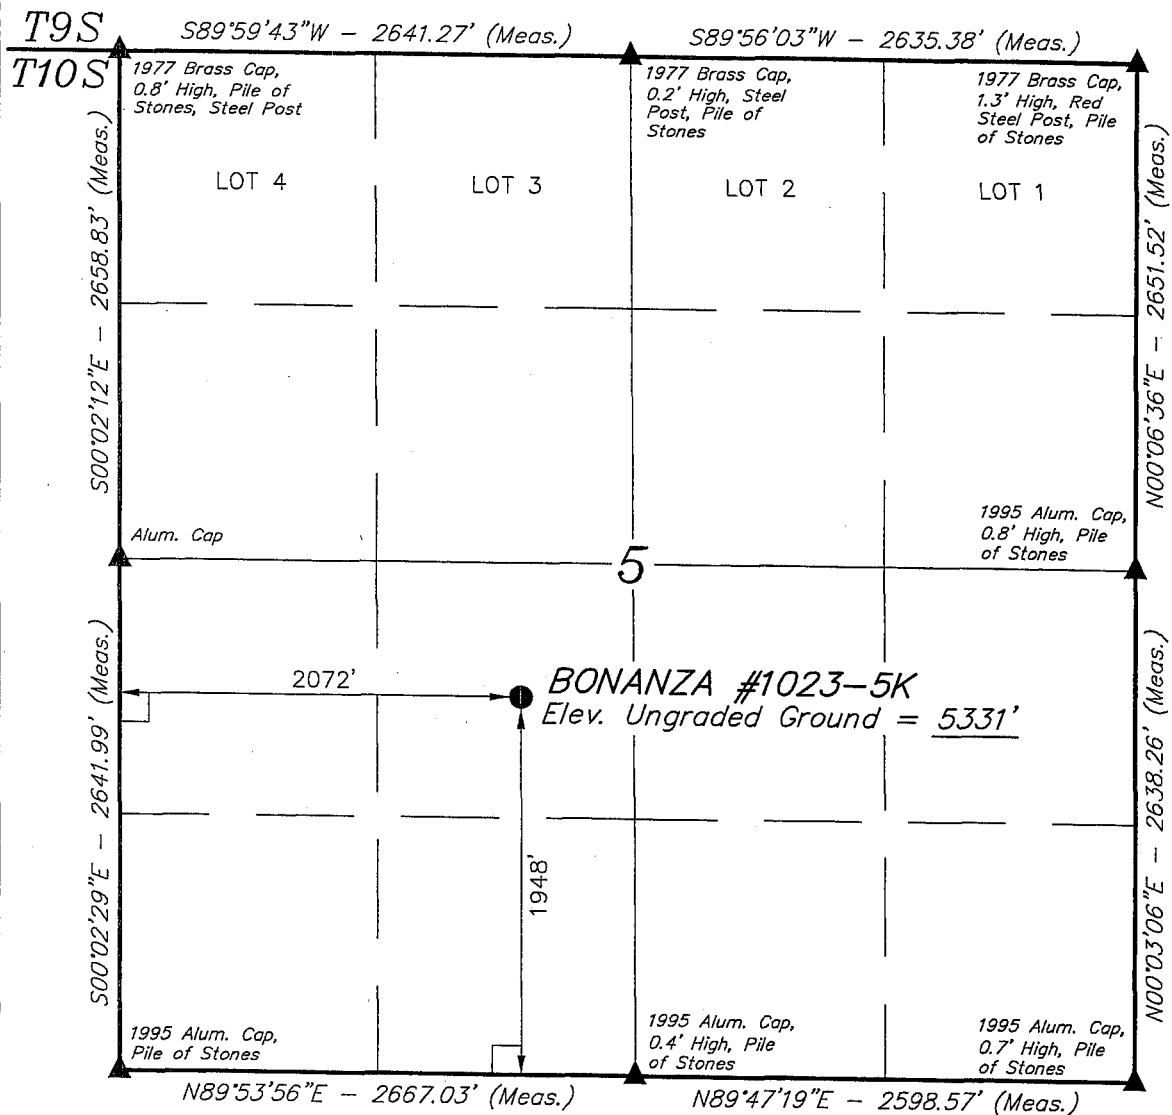 T9S
T10S
S89°59'43"W – 2641.27' (Meas.)
S89°56'03"W – 2635.38' (Meas.)
1977 Brass Cap,
0.8' High, Pile of
Stones, Steel Post
1977 Brass Cap,
0.2' High, Steel
Post, Pile of
Stones
1977 Brass Cap,
1.3' High, Red
Steel Post, Pile
of Stones
LOT 4
LOT 3
LOT 2
LOT 1
S00°02'12"E – 2658.83' (Meas.)
N00°06'36"E – 2651.52' (Meas.)
Alum. Cap
1995 Alum. Cap,
0.8' High, Pile
of Stones
5
2072'
BONANZA #1023–5K
Elev. Ungraded Ground = 5331'
1948'
S00°02'29"E – 2641.99' (Meas.)
N00°03'06"E – 2638.26' (Meas.)
1995 Alum. Cap,
Pile of Stones
1995 Alum. Cap,
0.4' High, Pile
of Stones
1995 Alum. Cap,
0.7' High, Pile
of Stones
N89°53'56"E – 2667.03' (Meas.)
N89°47'19"E – 2598.57' (Meas.)